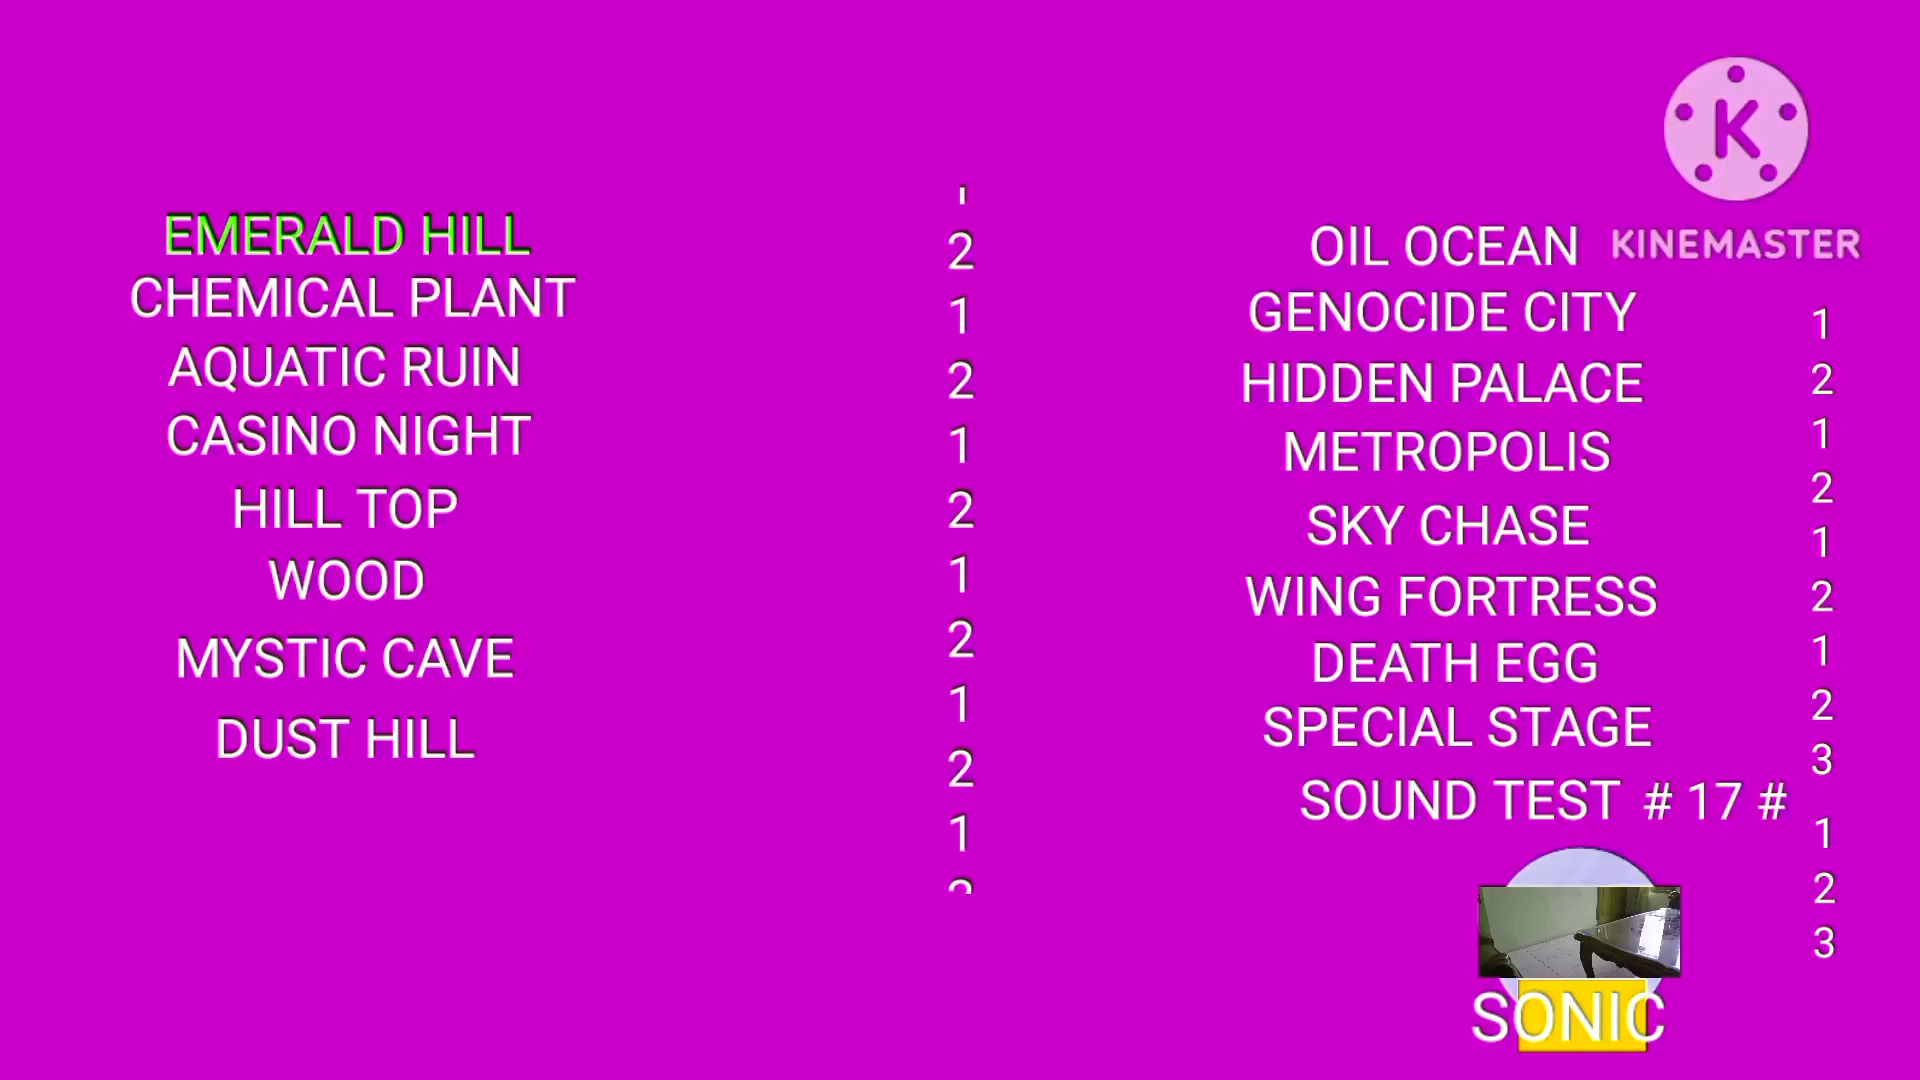 EMERALD HILL
CHEMICAL PLANT
AQUATIC RUIN
CASINO NIGHT
HILL TOP
WOOD
MYSTIC CAVE
DUST HILL
2
1
2
1
2
1
2
1
2
1
K
KINEMASTER
OIL OCEAN
GENOCIDE CITY
HIDDEN PALACE
METROPOLIS
SKY CHASE
WING FORTRESS
DEATH EGG
SPECIAL STAGE
SOUND TEST # 17 #
1
2
1
2
1
2
1
2
3
1
2
3
SONIC